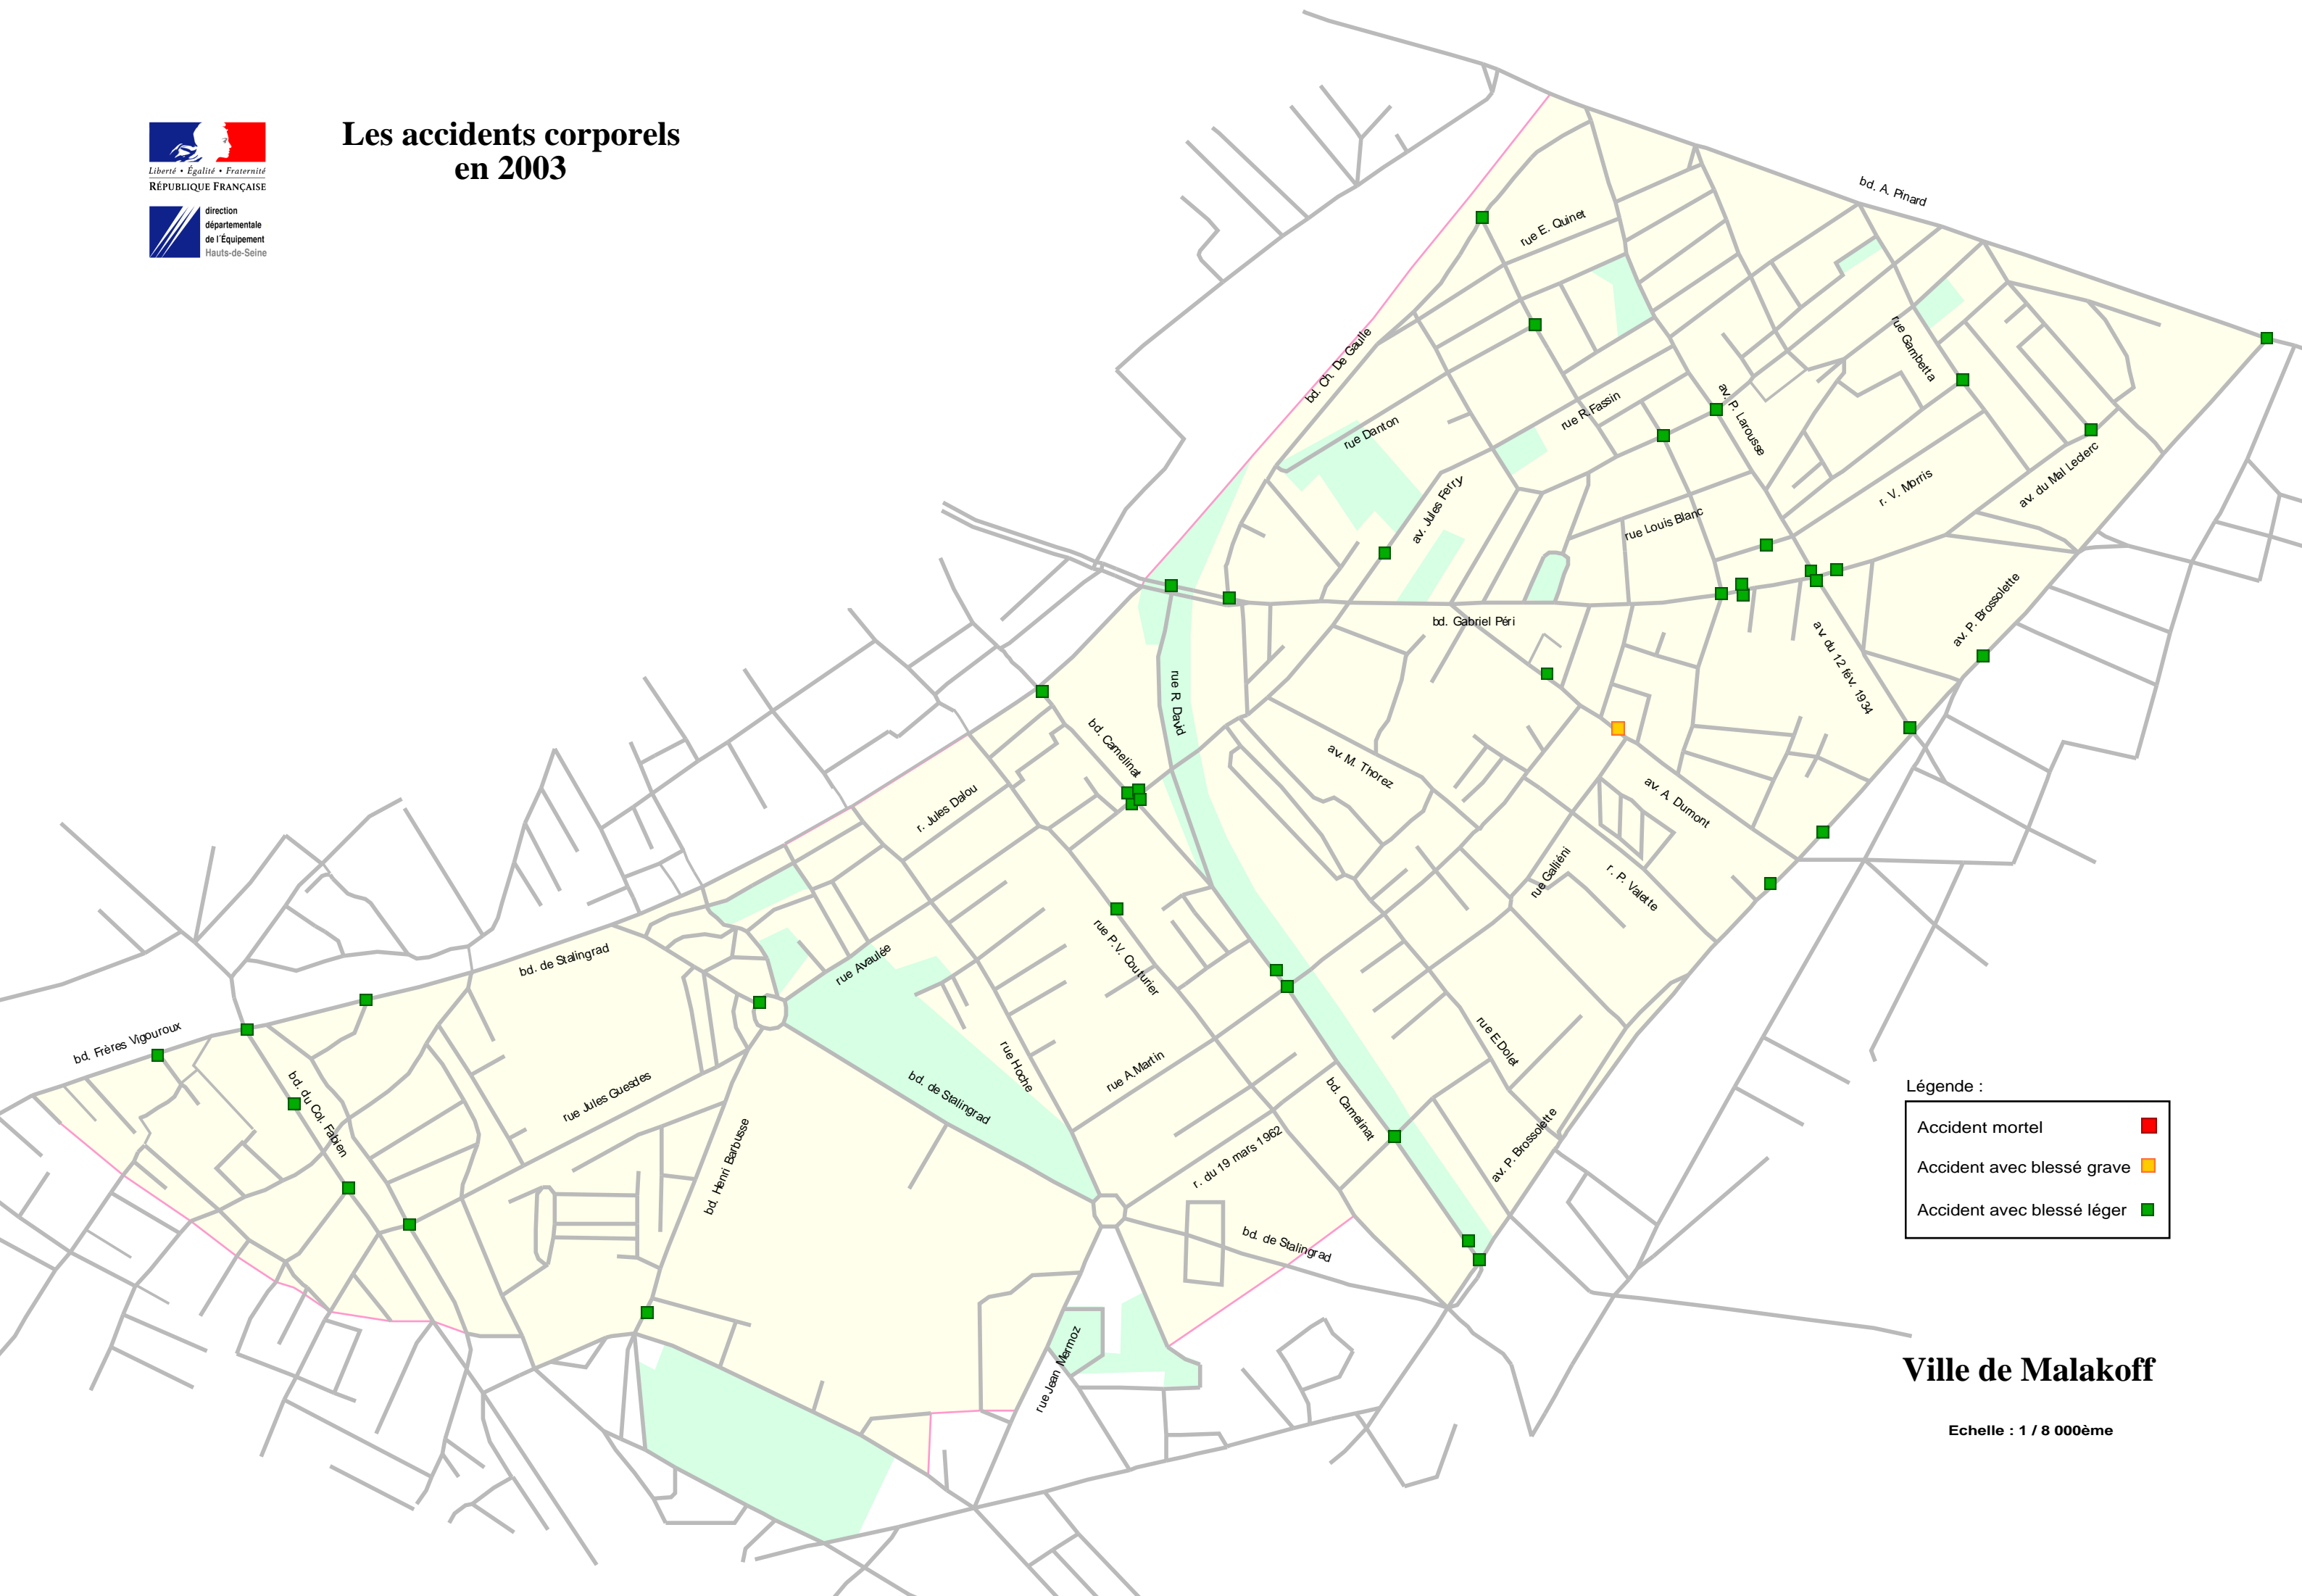 Les accidents corporels
en 2003
Liberté • Égalité • Fraternité
RÉPUBLIQUE FRANÇAISE
direction
départementale
de l'Équipement
Hauts-de-Seine
bd. A. Pinard
rue E. Quinet
bd. Ch. De Gaulle
rue Gambetta
av. P. Larousse
rue R.Fassin
rue Danton
av. Jules Ferry
r. V. Morris
av. du Mal Leclerc
rue Louis Blanc
bd. Gabriel Péri
av. P. Brossolette
av. du 12 fév. 1934
rue R. David
bd. Camelinat
av. M. Thorez
r. Jules Dalou
av. A. Dumont
rue Galliéni
r. P. Valette
bd. de Stalingrad
rue Avaulée
rue P.V. Couturier
bd. Frères Vigouroux
rue E.Dolet
rue Hoche
rue A.Martin
bd. du Col. Fabien
rue Jules Guesdes
bd. de Stalingrad
bd. Camelinat
bd. Henri Barbusse
r. du 19 mars 1962
av. P. Brossolette
bd. de Stalingrad
rue Jean Mermoz
Légende :
Accident mortel
Accident avec blessé grave
Accident avec blessé léger
Ville de Malakoff
Echelle : 1 / 8 000ème